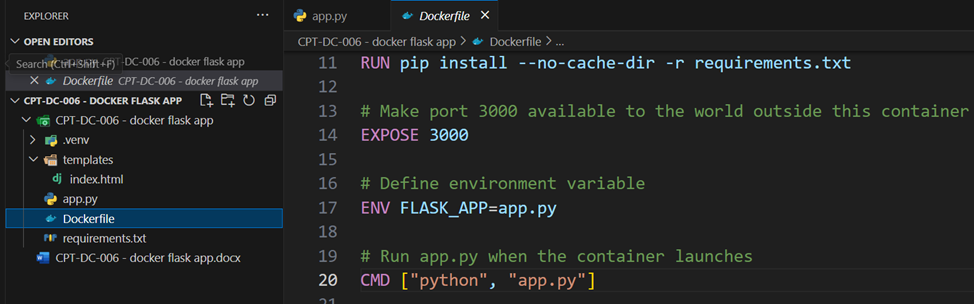 EXPLORER
...
OPEN EDITORS
CPT-DC-006 - docker flask app
Search (Ctrl+Shift+F)
Dockerfile CPT-DC-006 - docker flask app
CPT-DC-006 - DOCKER FLASK APP
CPT-DC-006 - docker flask app
.venv
templates
dj index.html
app.py
Dockerfile
PIP requirements.txt
CPT-DC-006 - docker flask app.docx
app.py
Dockerfile
CPT-DC-006 - docker flask app > Dockerfile > ...
11 RUN pip install --no-cache-dir -r requirements.txt
12
13 # Make port 3000 available to the world outside this container
14 EXPOSE 3000
15
16 # Define environment variable
17 ENV FLASK_APP=app.py
18
19 # Run app.py when the container launches
20 CMD ["python", "app.py"]
21